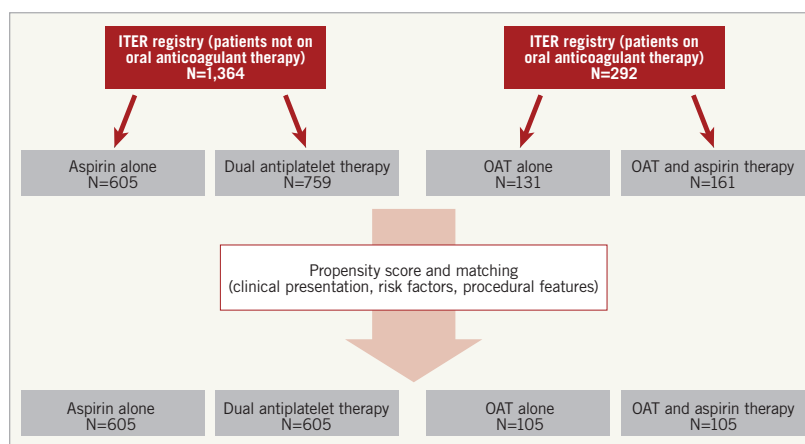 ITER registry (patients not on
oral anticoagulant therapy)
N=1,364
ITER registry (patients on
oral anticoagulant therapy)
N=292
Aspirin alone
N=605
Dual antiplatelet therapy
N=759
OAT alone
N=131
OAT and aspirin therapy
N=161
Propensity score and matching
(clinical presentation, risk factors, procedural features)
Aspirin alone
N=605
Dual antiplatelet therapy
N=605
OAT alone
N=105
OAT and aspirin therapy
N=105